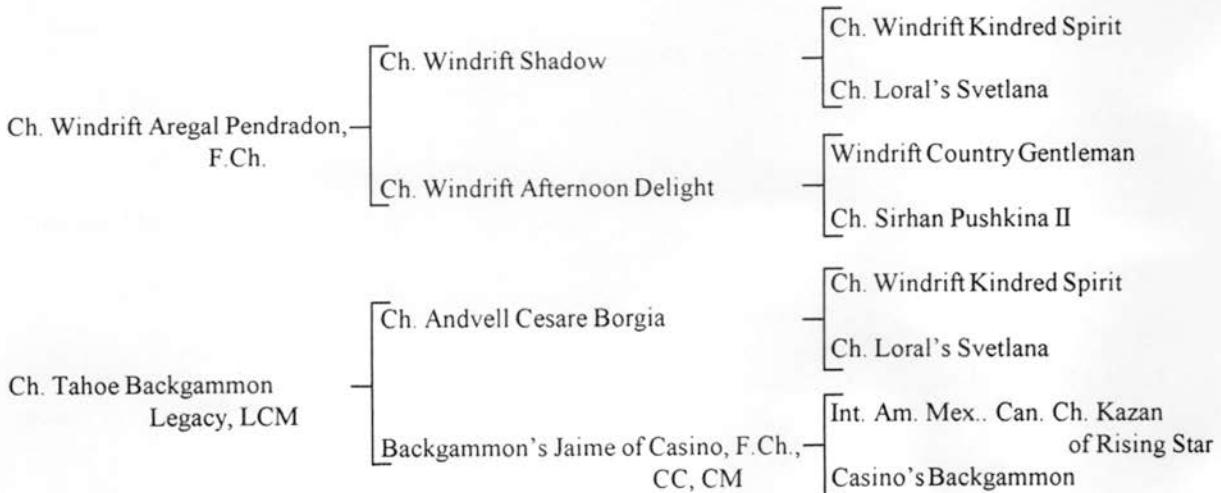 Ch. Windrift Kindred Spirit
Ch. Windrift Shadow
Ch. Loral's Svetlana
Ch. Windrift Aregal Pendradon,
F.Ch.
Windrift Country Gentleman
Ch. Windrift Afternoon Delight
Ch. Sirhan Pushkina II
Ch. Windrift Kindred Spirit
Ch. Andvell Cesare Borgia
Ch. Loral's Svetlana
Ch. Tahoe Backgammon
Legacy, LCM
Int. Am. Mex.. Can. Ch. Kazan
of Rising Star
Backgammon's Jaime of Casino, F.Ch.,
CC, CM
Casino's Backgammon